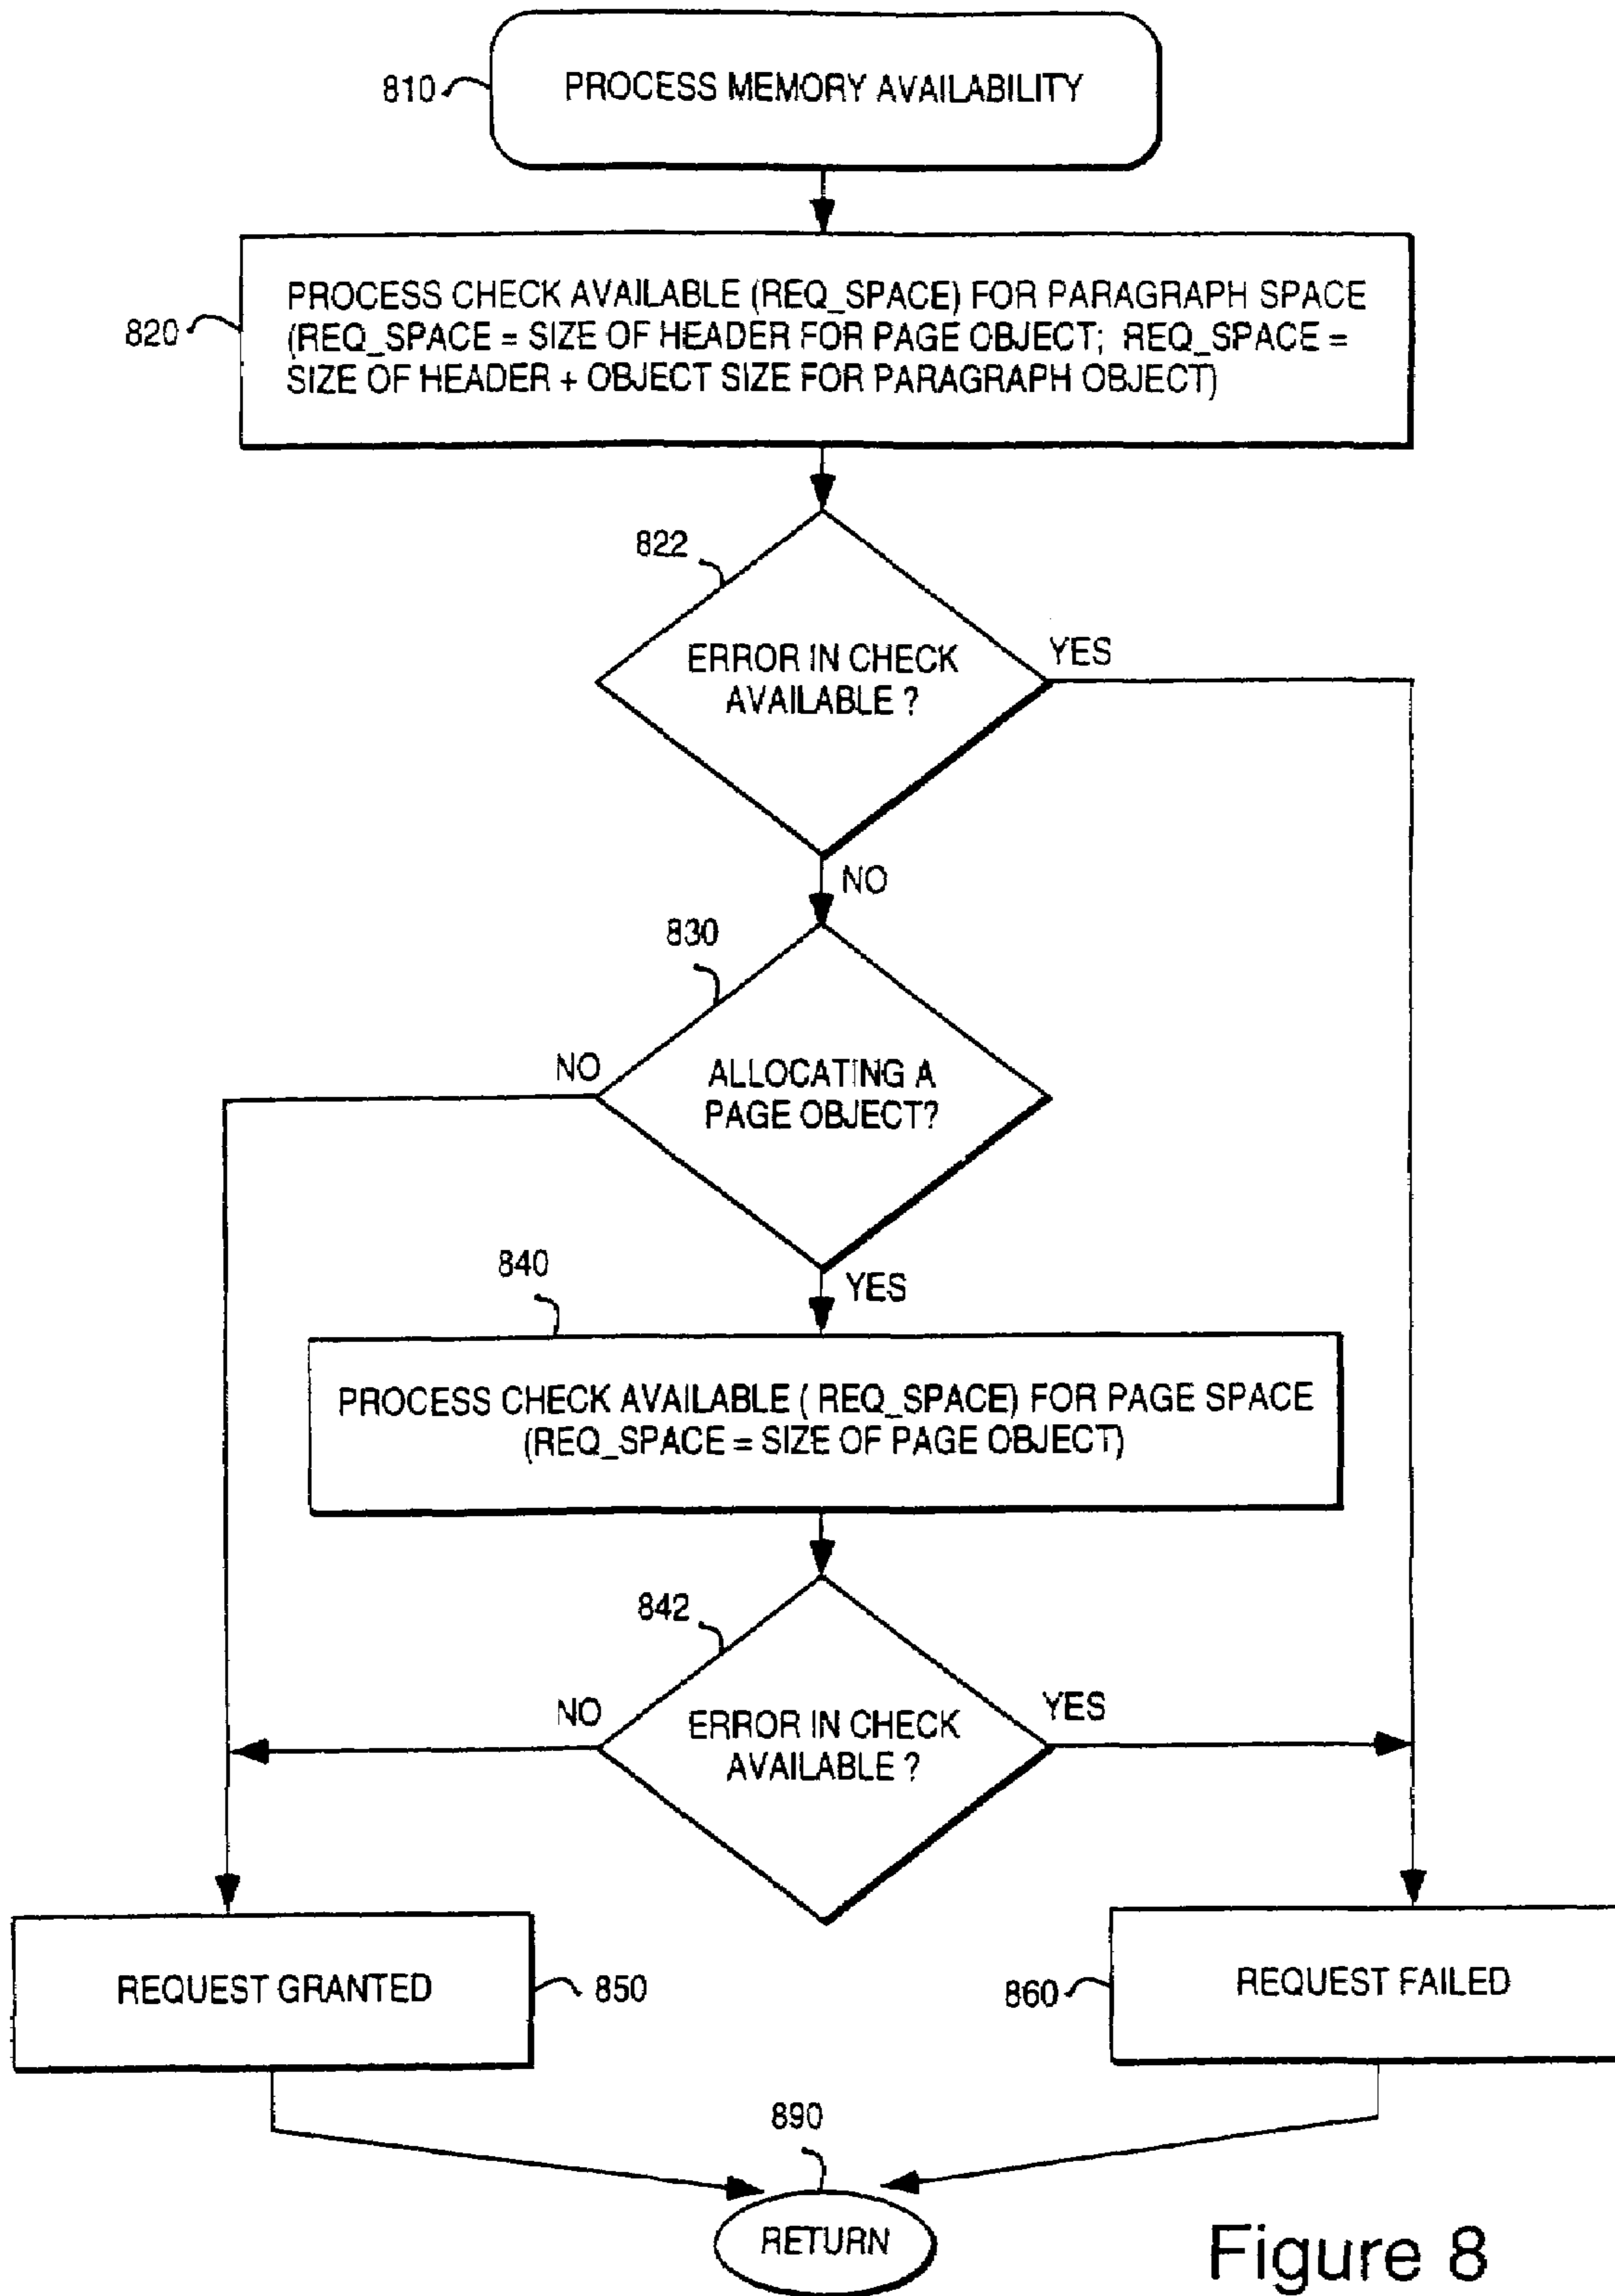 810
PROCESS MEMORY AVAILABILITY
820
PROCESS CHECK AVAILABLE (REQ_SPACE) FOR PARAGRAPH SPACE
(REQ_SPACE = SIZE OF HEADER FOR PAGE OBJECT; REQ_SPACE =
SIZE OF HEADER + OBJECT SIZE FOR PARAGRAPH OBJECT)
822
ERROR IN CHECK
AVAILABLE ?
YES
NO
830
NO
ALLOCATING A
PAGE OBJECT?
YES
840
PROCESS CHECK AVAILABLE ( REQ_SPACE) FOR PAGE SPACE
(REQ_SPACE = SIZE OF PAGE OBJECT)
842
NO
ERROR IN CHECK
AVAILABLE ?
YES
REQUEST GRANTED
850
860
REQUEST FAILED
890
RETURN
Figure 8